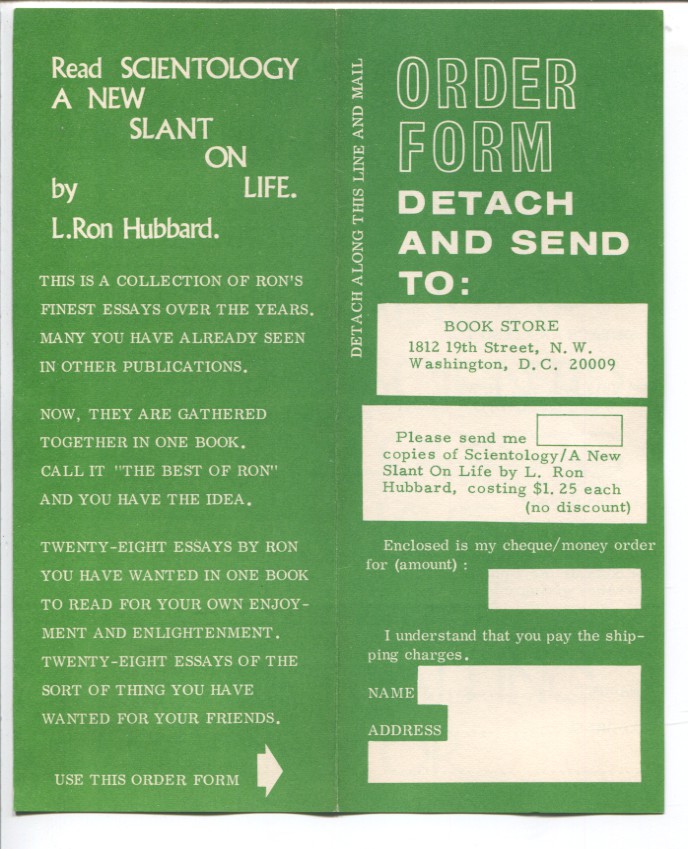 Read SCIENTOLOGY
A NEW
SLANT
ON
by LIFE.
L.Ron Hubbard.
THIS IS A COLLECTION OF RON'S
FINEST ESSAYS OVER THE YEARS.
MANY YOU HAVE ALREADY SEEN
IN OTHER PUBLICATIONS.
NOW, THEY ARE GATHERED
TOGETHER IN ONE BOOK.
CALL IT "THE BEST OF RON"
AND YOU HAVE THE IDEA.
TWENTY-EIGHT ESSAYS BY RON
YOU HAVE WANTED IN ONE BOOK
TO READ FOR YOUR OWN ENJOY-
MENT AND ENLIGHTENMENT.
TWENTY-EIGHT ESSAYS OF THE
SORT OF THING YOU HAVE
WANTED FOR YOUR FRIENDS.
USE THIS ORDER FORM
DETACH ALONG THIS LINE AND MAIL
ORDER
FORM
DETACH
AND SEND
TO:
BOOK STORE
1812 19th Street, N.W.
Washington, D.C. 20009
Please send me
copies of Scientology/A New
Slant On Life by L. Ron
Hubbard, costing $1.25 each
(no discount)
Enclosed is my cheque/money order
for (amount) :
I understand that you pay the ship-
ping charges.
NAME
ADDRESS